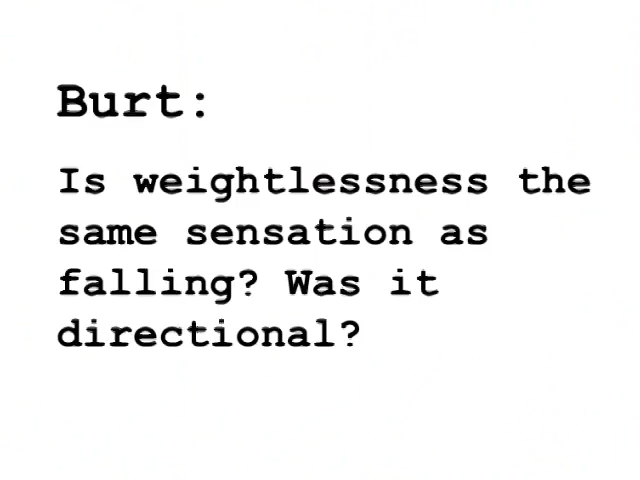 Burt:
Is weightlessness the
same sensation as
falling? Was it
directional?